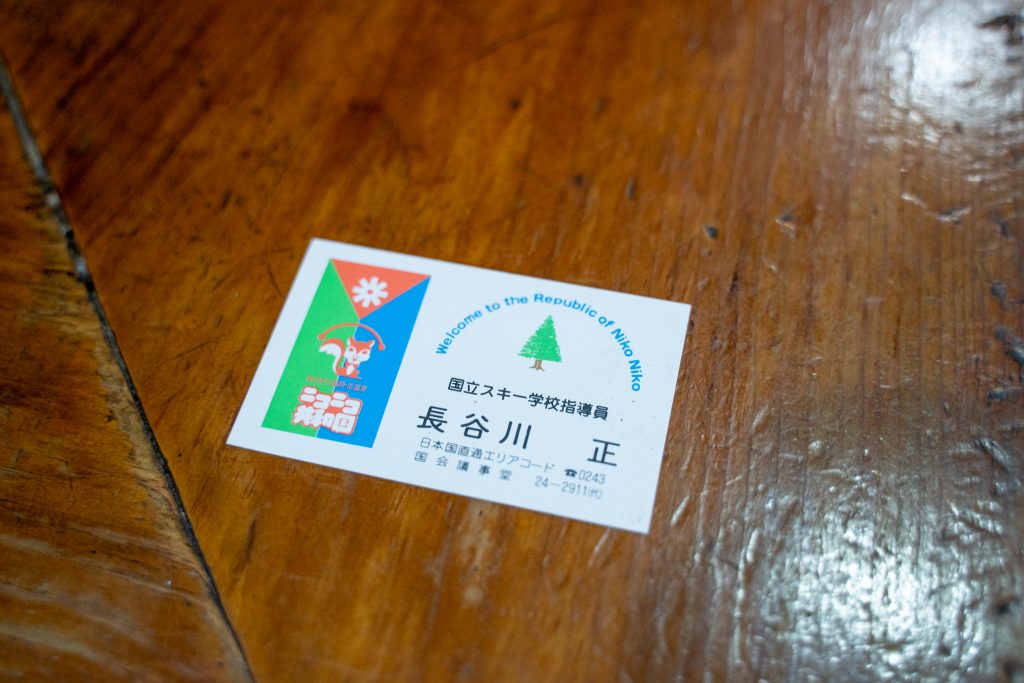 ニコニコ
共和国
Welcome to the Republic of Niko Niko
国立スキー学校指導員
長谷川 正
日本国直通エリアコード ☎0243
国会議事堂 24-2911㈹